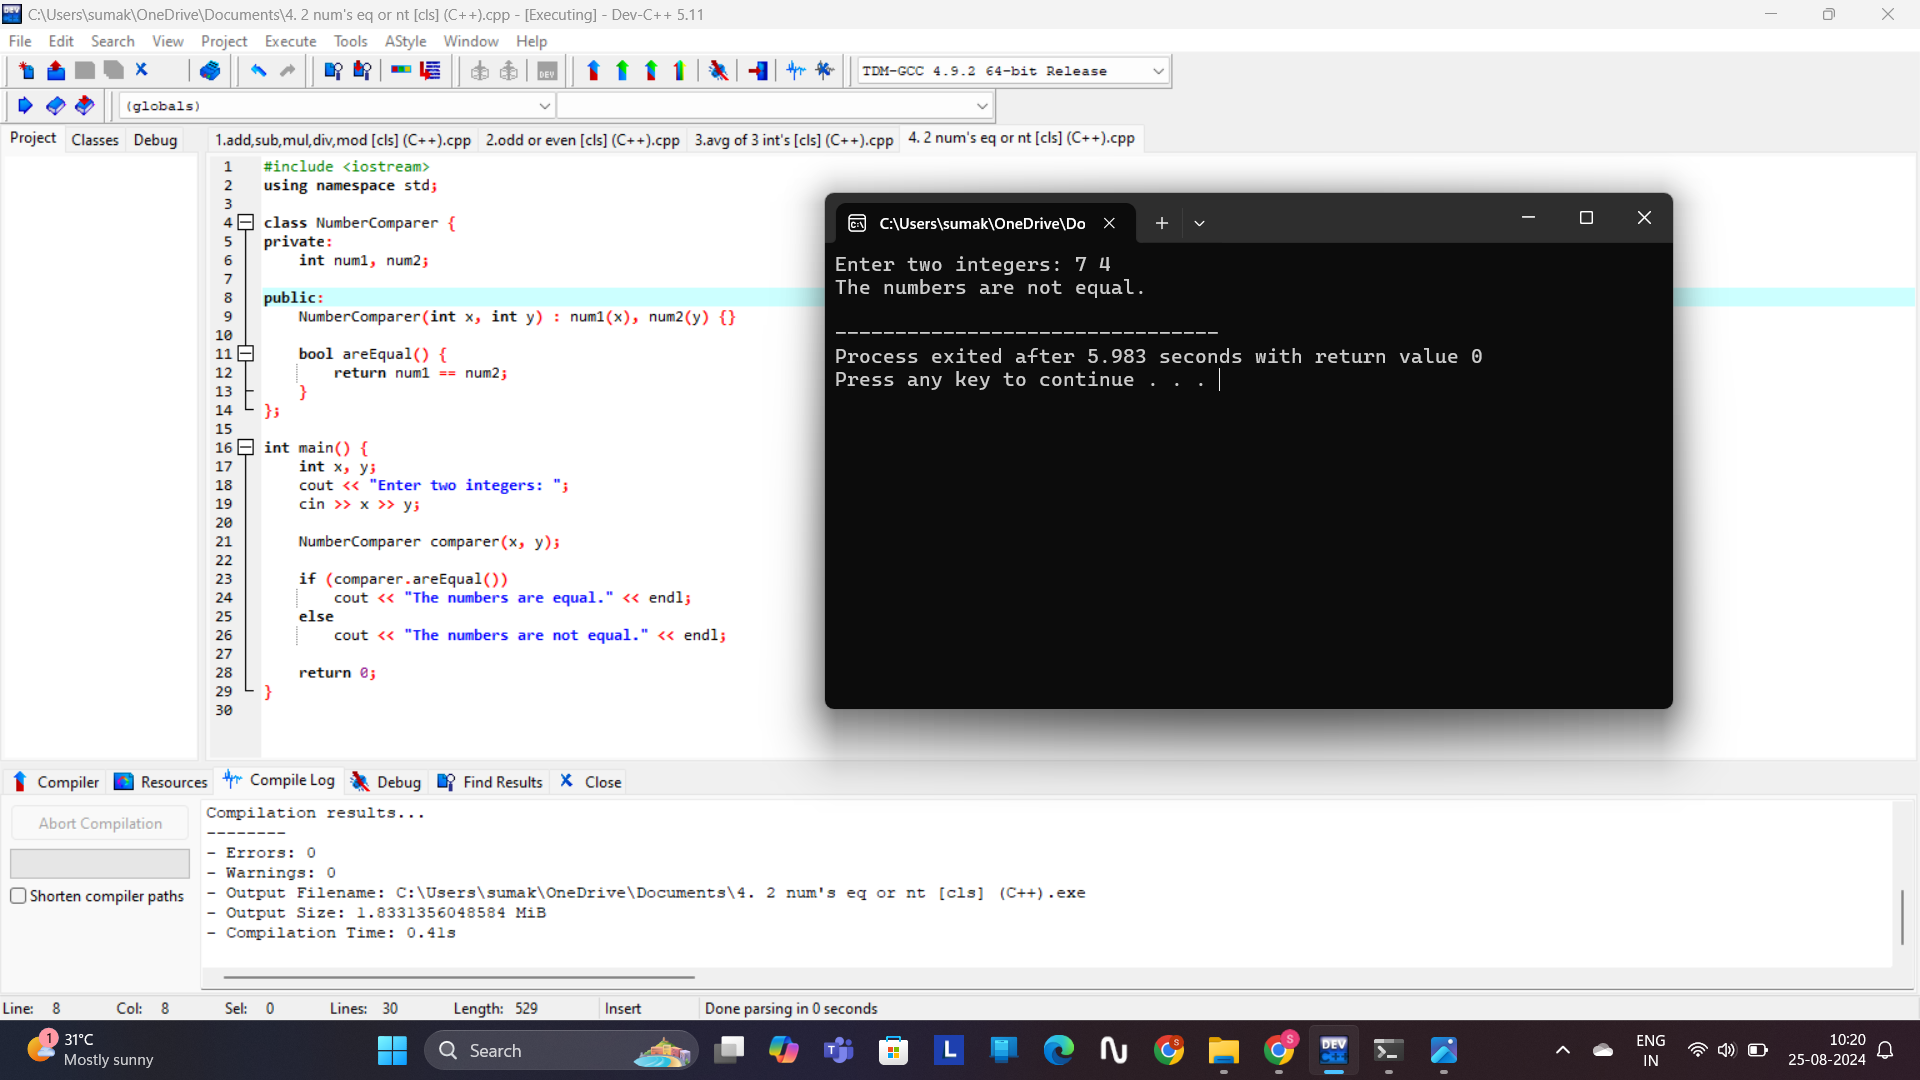 C:\Users\sumak\OneDrive\Documents\4. 2 num's eq or nt [cls] (C++).cpp - [Executing] - Dev-C++ 5.11
File Edit Search View Project Execute Tools AStyle Window Help
TDM-GCC 4.9.2 64-bit Release
(globals)
Project Classes Debug
1.add,sub,mul,div,mod [cls] (C++).cpp 2.odd or even [cls] (C++).cpp 3.avg of 3 int's [cls] (C++).cpp 4. 2 num's eq or nt [cls] (C++).cpp
1 #include <iostream>
2 using namespace std;
3
4 class NumberComparer {
5 private:
6 int num1, num2;
7
8 public:
9 NumberComparer(int x, int y) : num1(x), num2(y) {}
10
11 bool areEqual() {
12 return num1 == num2;
13 }
14 };
15
16 int main() {
17 int x, y;
18 cout << "Enter two integers: ";
19 cin >> x >> y;
20
21 NumberComparer comparer(x, y);
22
23 if (comparer.areEqual())
24 cout << "The numbers are equal." << endl;
25 else
26 cout << "The numbers are not equal." << endl;
27
28 return 0;
29 }
30
C:\Users\sumak\OneDrive\Do
Enter two integers: 7 4
The numbers are not equal.
--------------------------------
Process exited after 5.983 seconds with return value 0
Press any key to continue . . .
Compiler Resources Compile Log Debug Find Results Close
Abort Compilation
Shorten compiler paths
Compilation results...
--------
- Errors: 0
- Warnings: 0
- Output Filename: C:\Users\sumak\OneDrive\Documents\4. 2 num's eq or nt [cls] (C++).exe
- Output Size: 1.8331356048584 MiB
- Compilation Time: 0.41s
Line: 8 Col: 8 Sel: 0 Lines: 30 Length: 529 Insert Done parsing in 0 seconds
1
31°C
Mostly sunny
Search
L
S
S
DEV
C++
ENG
IN
10:20
25-08-2024